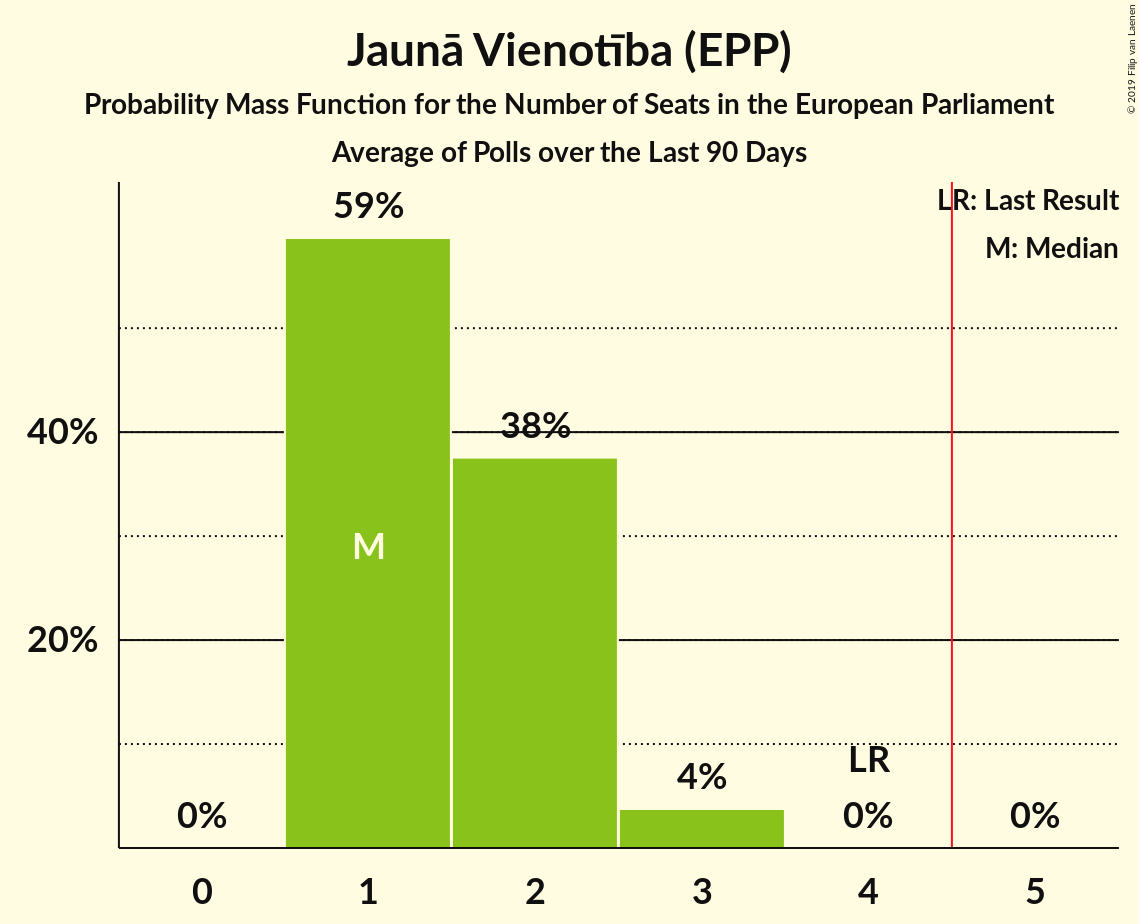 Jaunā Vienotība (EPP)
Probability Mass Function for the Number of Seats in the European Parliament
Average of Polls over the Last 90 Days
© 2019 Filip van Laenen
LR: Last Result
M: Median
59%
38%
40%
M
20%
4%
LR
0%
0%
0%
0 1 2 3 4 5